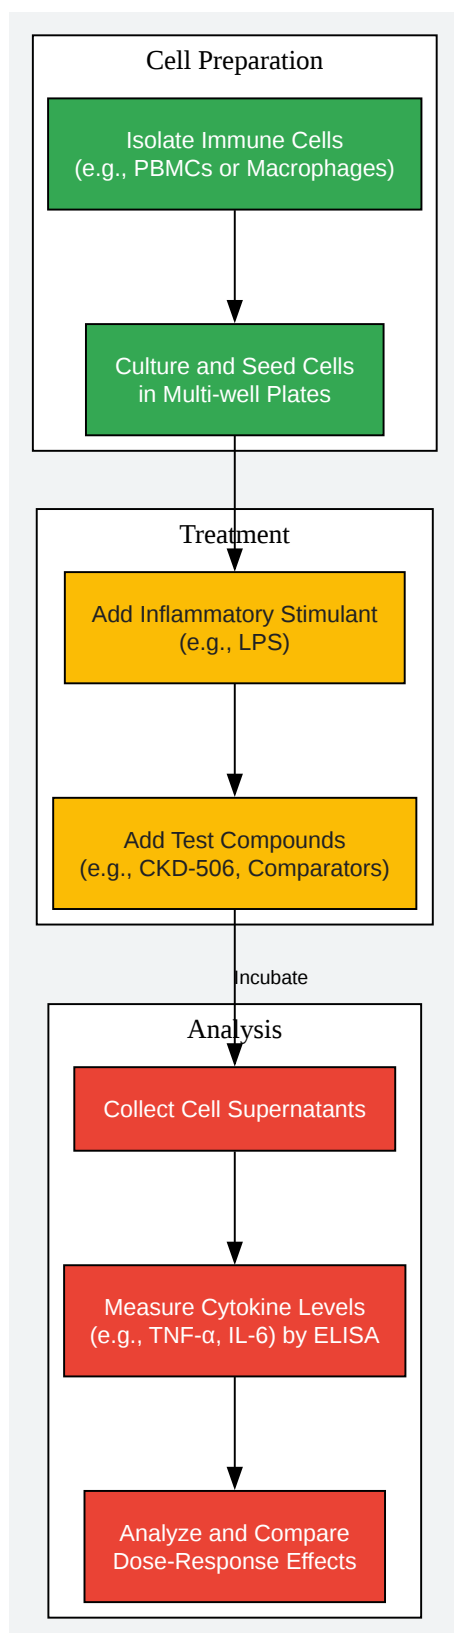 Cell Preparation
Isolate Immune Cells
(e.g., PBMCs or Macrophages)
Culture and Seed Cells
in Multi-well Plates
Treatment
Add Inflammatory Stimulant
(e.g., LPS)
Add Test Compounds
(e.g., CKD-506, Comparators)
Incubate
Analysis
Collect Cell Supernatants
Measure Cytokine Levels
(e.g., TNF-α, IL-6) by ELISA
Analyze and Compare
Dose-Response Effects